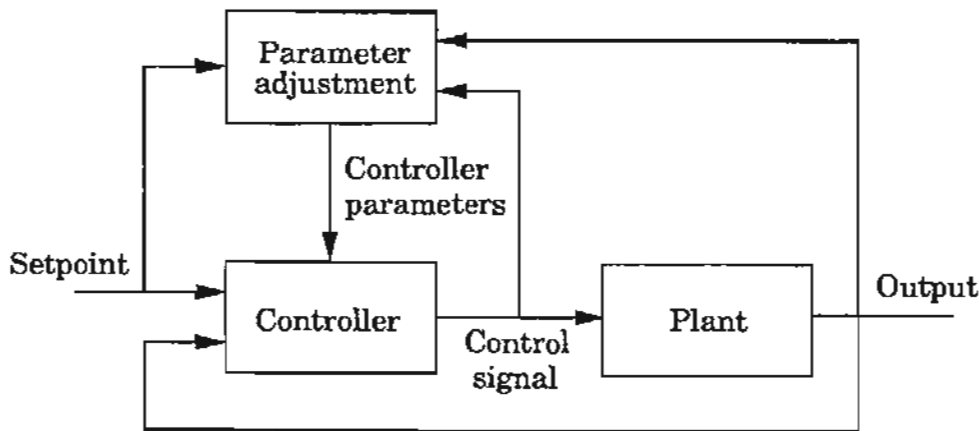 Parameter
adjustment
Controller
parameters
Setpoint
Controller
Control
signal
Plant
Output